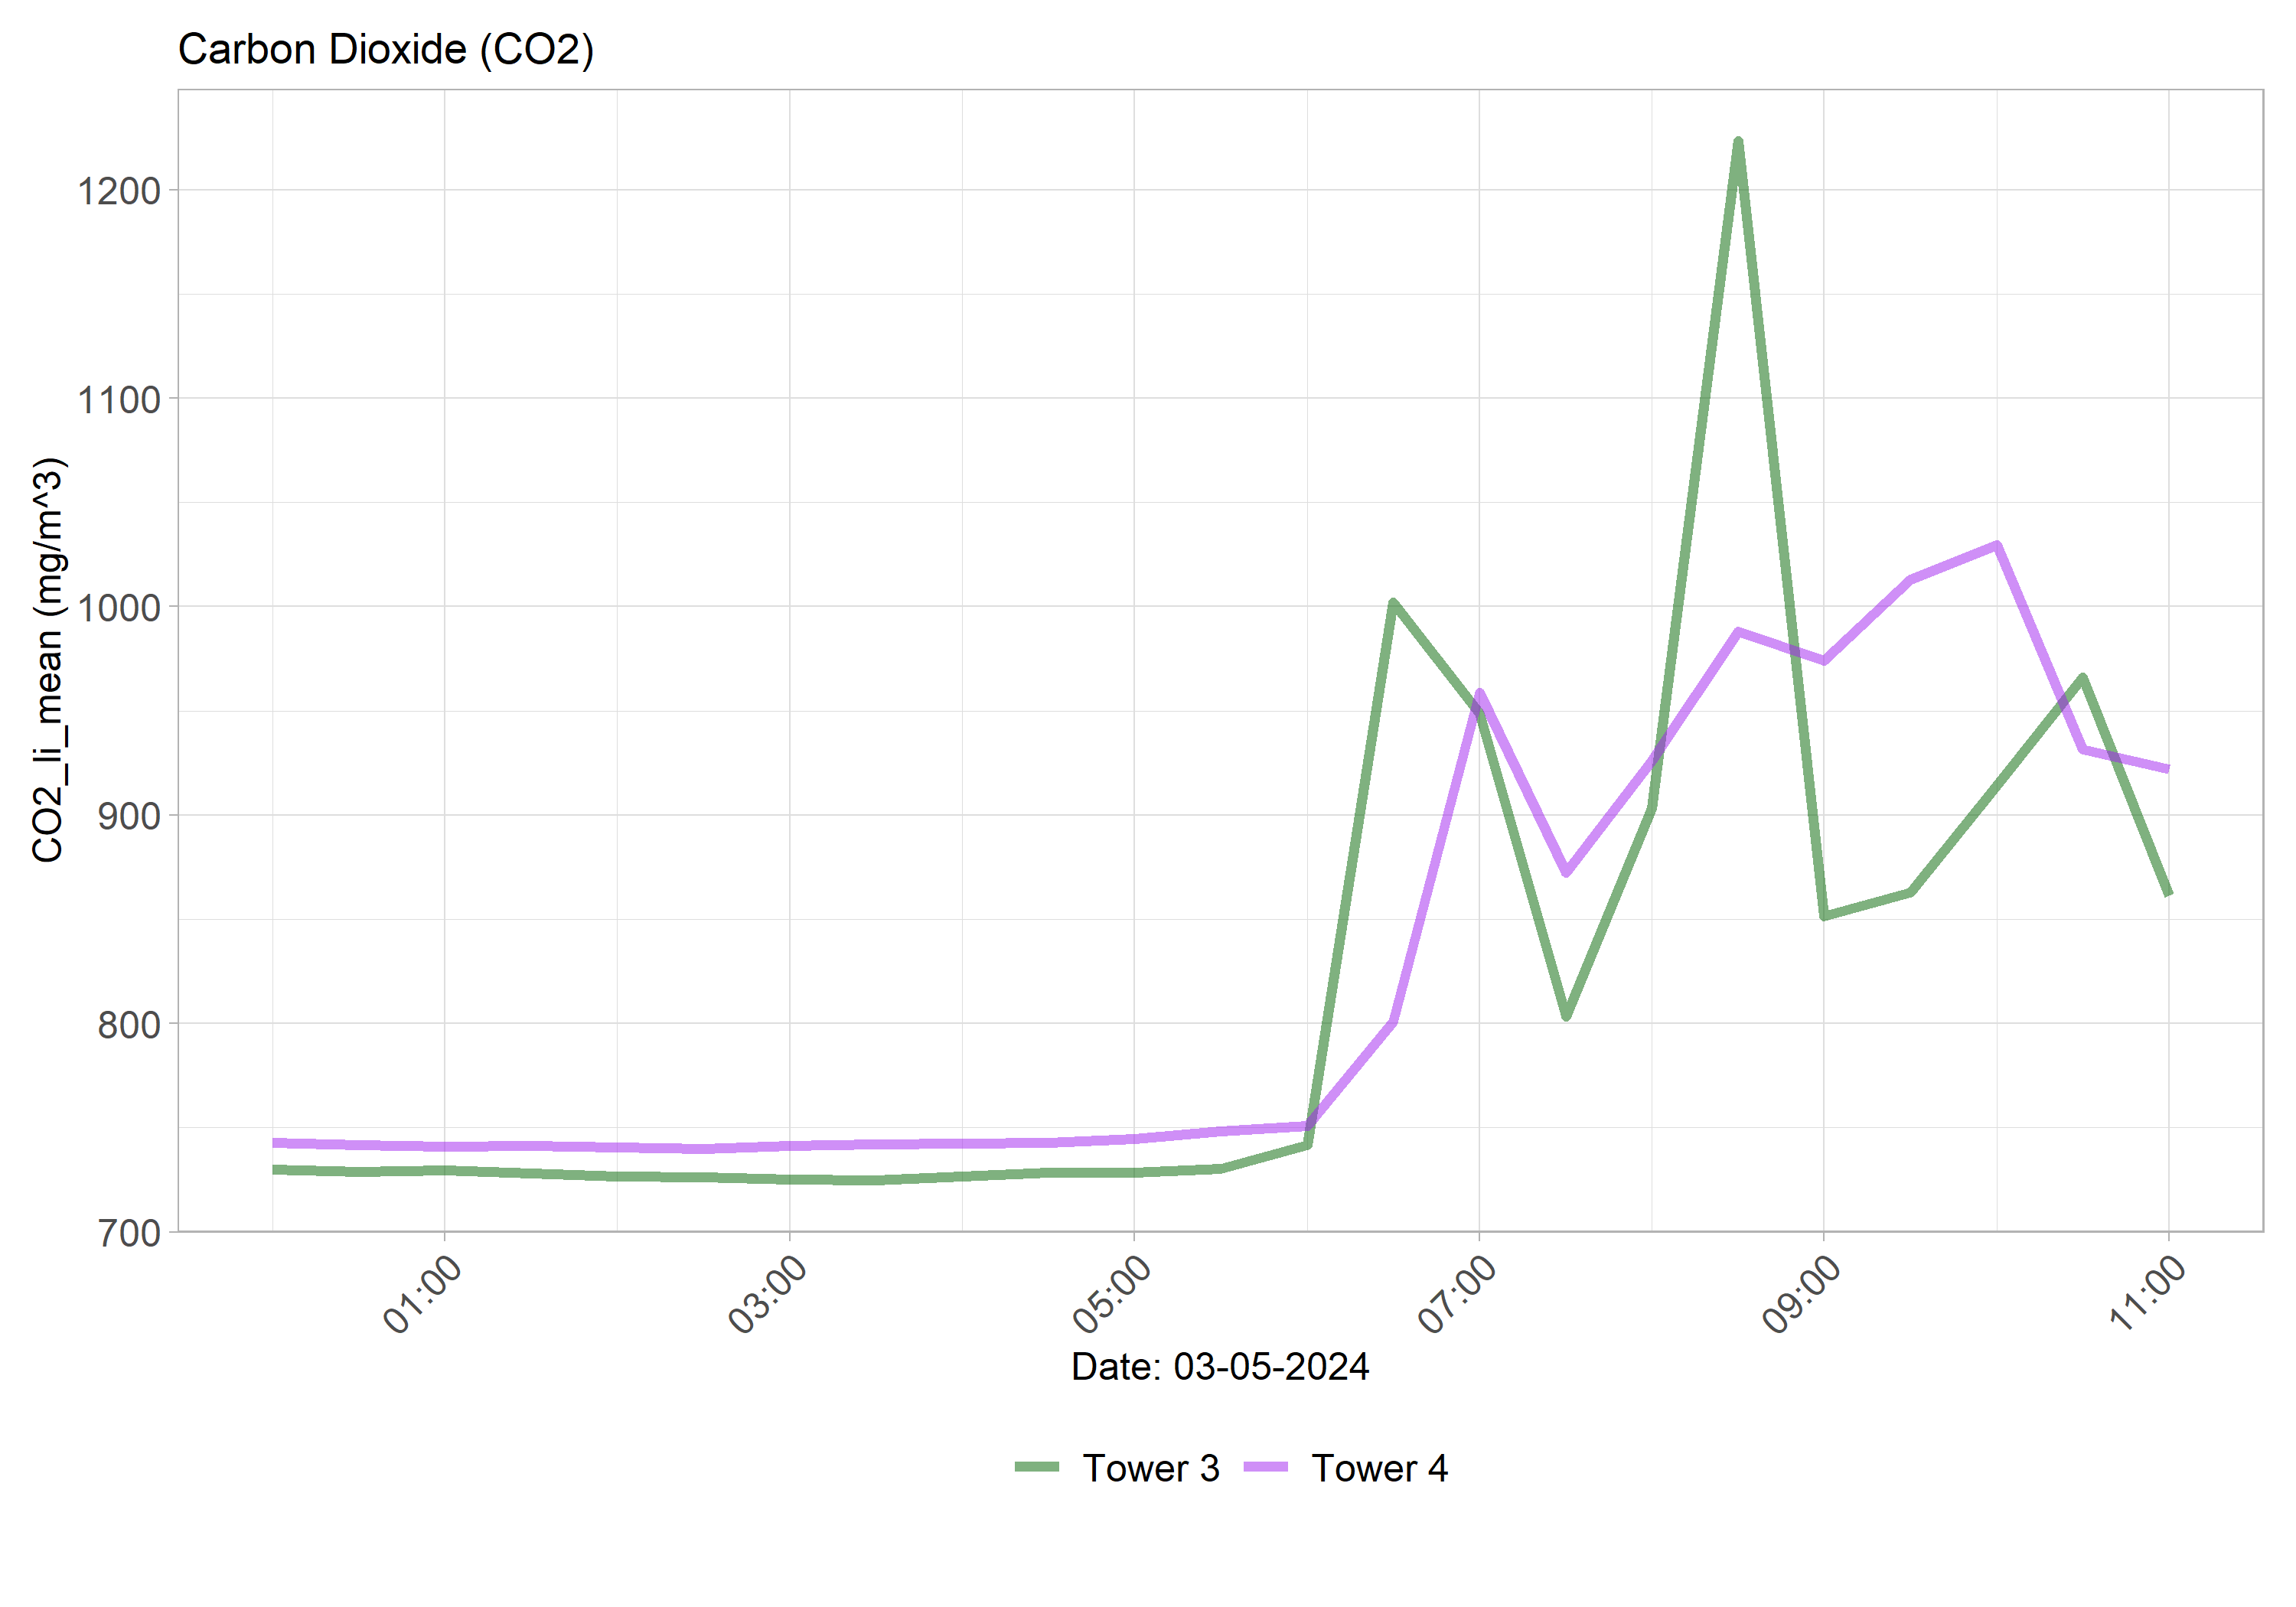 Carbon Dioxide (CO2)
CO2_li_mean (mg/m^3)
1200
1100
1000
900
800
700
01:00
03:00
05:00
07:00
09:00
11:00
Date: 03-05-2024
Tower 3
Tower 4